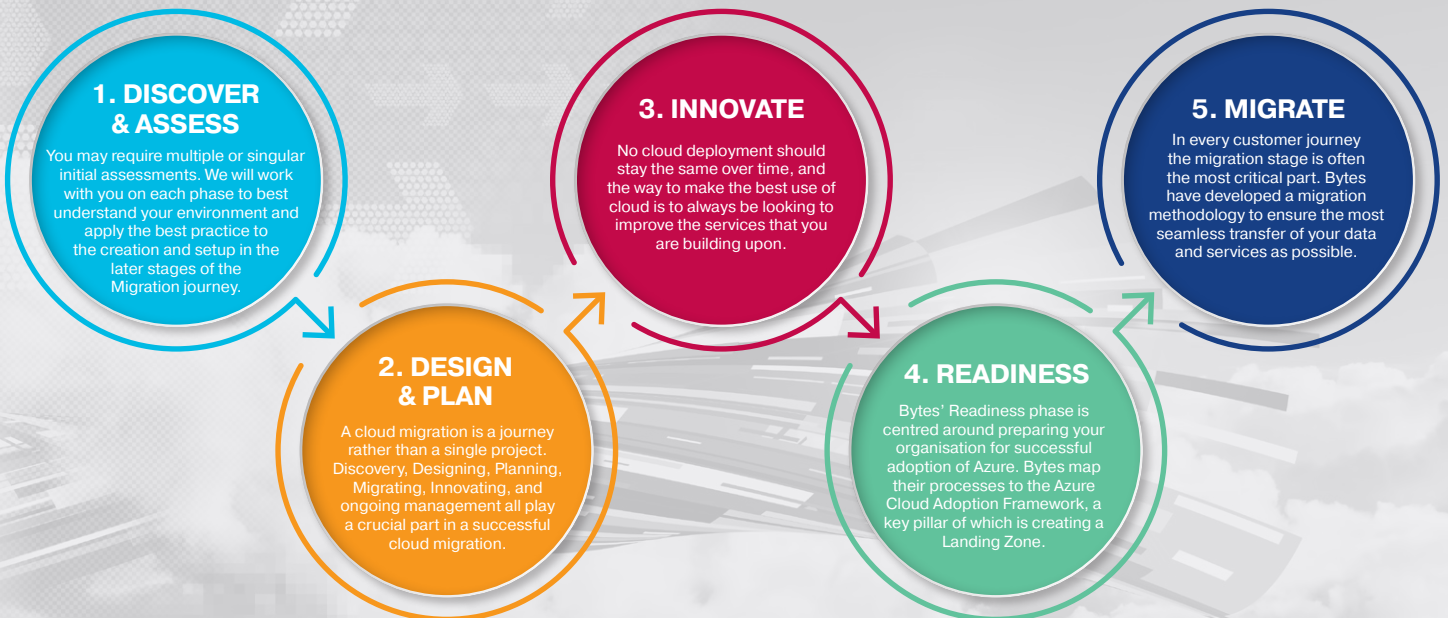 1. DISCOVER
& ASSESS
You may require multiple or singular
initial assessments. We will work
with you on each phase to best
understand your environment and
apply the best practice to
the creation and setup in the
later stages of the
Migration journey.
2. DESIGN
& PLAN
A cloud migration is a journey
rather than a single project.
Discovery, Designing, Planning,
Migrating, Innovating, and
ongoing management all play
a crucial part in a successful
cloud migration.
3. INNOVATE
No cloud deployment should
stay the same over time, and
the way to make the best use of
cloud is to always be looking to
improve the services that you
are building upon.
4. READINESS
Bytes’ Readiness phase is
centred around preparing your
organisation for successful
adoption of Azure. Bytes map
their processes to the Azure
Cloud Adoption Framework, a
key pillar of which is creating a
Landing Zone.
5. MIGRATE
In every customer journey
the migration stage is often
the most critical part. Bytes
have developed a migration
methodology to ensure the most
seamless transfer of your data
and services as possible.